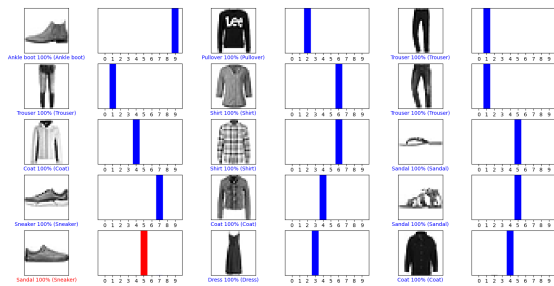 0 1 2 3 4 5 6 7 8 9
Lee
0 1 2 3 4 5 6 7 8 9
0 1 2 3 4 5 6 7 8 9
Ankle boot 100% (Ankle boot)
Pullover 100% (Pullover)
Trouser 100% (Trouser)
0 1 2 3 4 5 6 7 8 9
0 1 2 3 4 5 6 7 8 9
0 1 2 3 4 5 6 7 8 9
Trouser 100% (Trouser)
Shirt 100% (Shirt)
Trouser 100% (Trouser)
0 1 2 3 4 5 6 7 8 9
0 1 2 3 4 5 6 7 8 9
0 1 2 3 4 5 6 7 8 9
Coat 100% (Coat)
Shirt 100% (Shirt)
Sandal 100% (Sandal)
0 1 2 3 4 5 6 7 8 9
0 1 2 3 4 5 6 7 8 9
0 1 2 3 4 5 6 7 8 9
Sneaker 100% (Sneaker)
Coat 100% (Coat)
Sandal 100% (Sandal)
0 1 2 3 4 5 6 7 8 9
0 1 2 3 4 5 6 7 8 9
0 1 2 3 4 5 6 7 8 9
Sandal 100% (Sneaker)
Dress 100% (Dress)
Coat 100% (Coat)